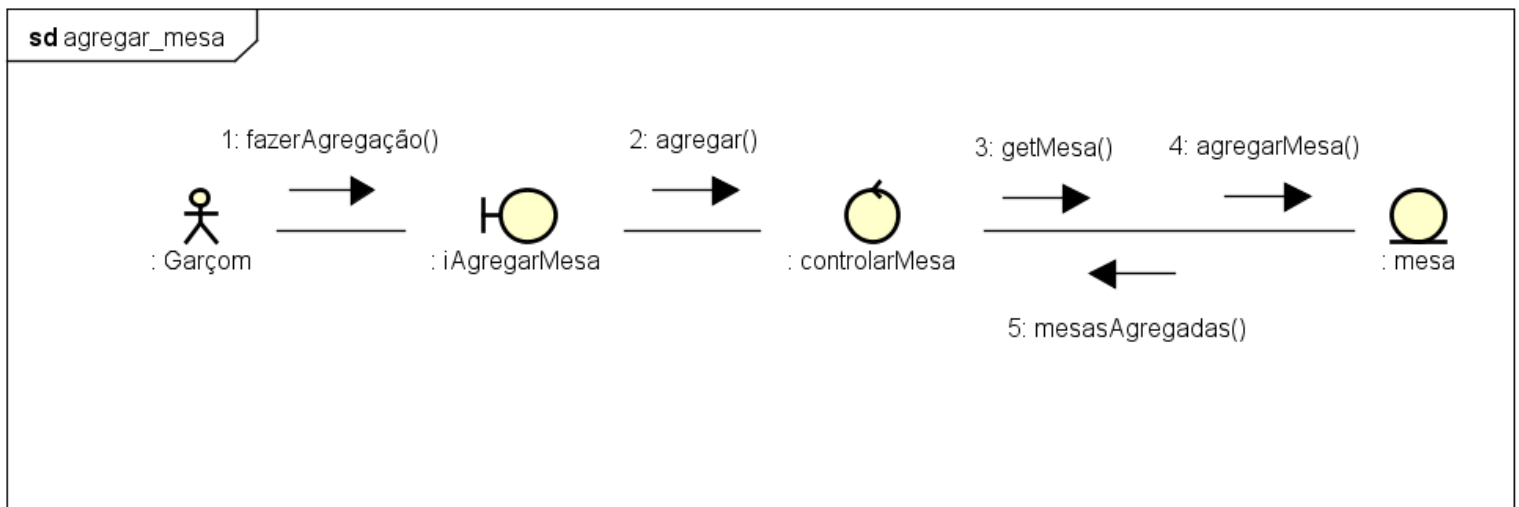 sd agregar_mesa
1: fazerAgregação()
2: agregar()
3: getMesa()
4: agregarMesa()
: Garçom
: iAgregarMesa
: controlarMesa
: mesa
5: mesasAgregadas()